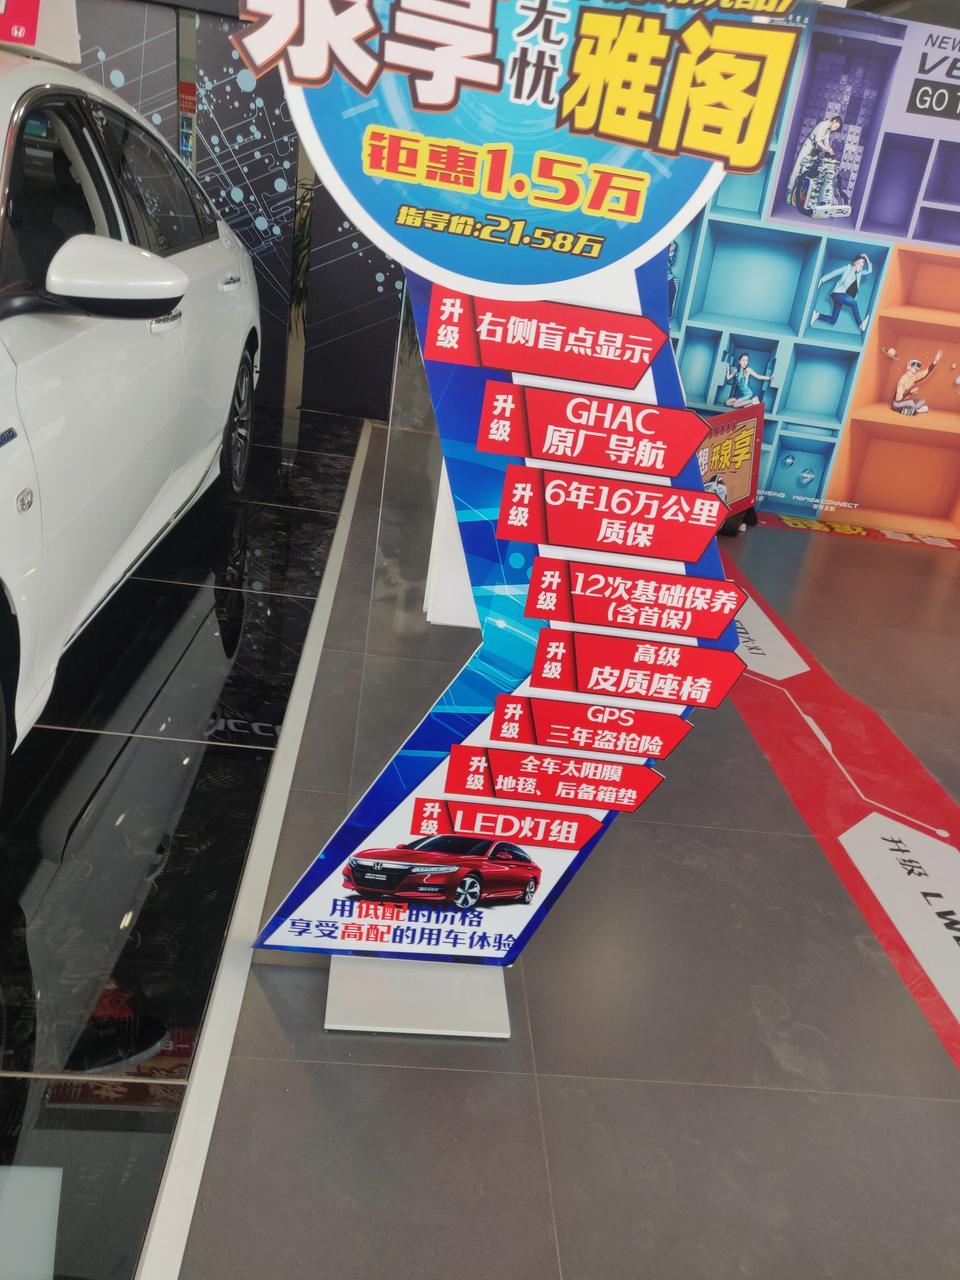 无忧
雅阁
钜惠1.5万
指导价:21.58万
升级 右侧盲点显示
升级 GHAC
原厂导航
升级 6年16万公里
质保
升级 12次基础保养
(含首保)
升级 高级
皮质座椅
升级 GPS
三年盗抢险
升级 全车太阳膜
地毯、后备箱垫
升级 LED灯组
用低配的价格
享受高配的用车体验
NEW
GO
Honda CONNECT
升级